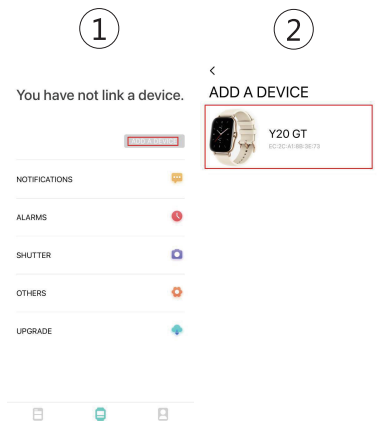 1
You have not link a device.
ADD A DEVICE
NOTIFICATIONS
ALARMS
SHUTTER
OTHERS
UPGRADE
2
ADD A DEVICE
Y20 GT